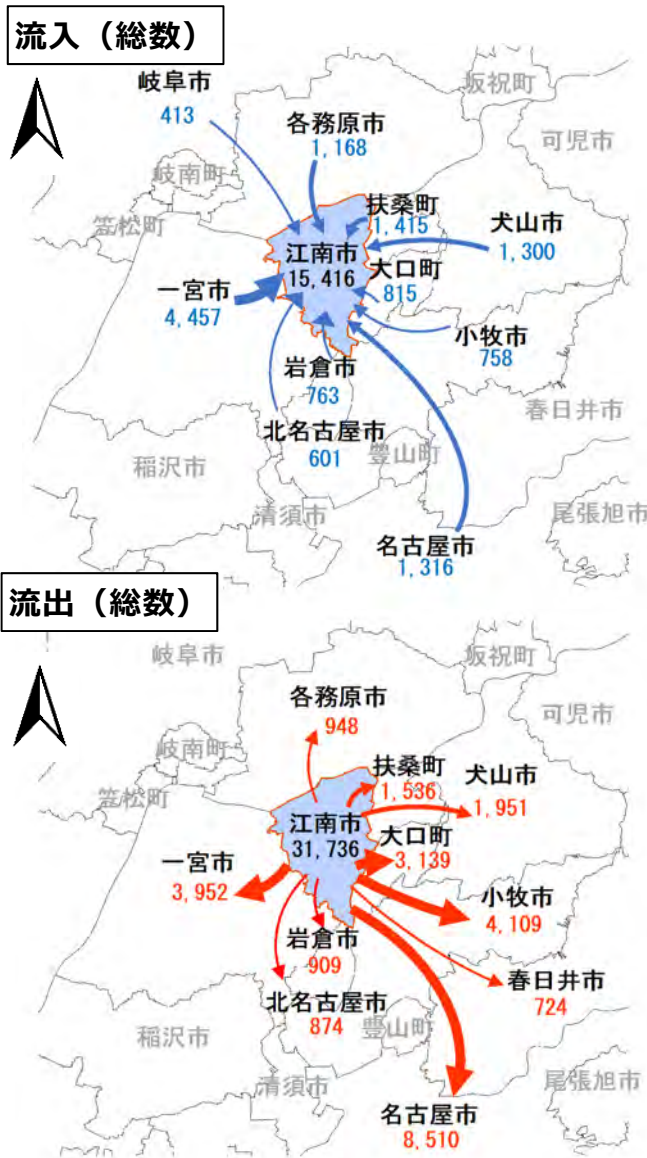 流入（総数）
岐阜市
413
坂祝町
各務原市
1,168
可児市
岐南町
笠松町
扶桑町
1,415
犬山市
1,300
江南市
15,416
大口町
815
一宮市
4,457
小牧市
758
岩倉市
763
春日井市
北名古屋市
601
豊山町
稲沢市
清須市
尾張旭市
名古屋市
1,316
流出（総数）
岐阜市
坂祝町
各務原市
948
可児市
岐南町
笠松町
扶桑町
1,536
犬山市
1,951
江南市
31,736
大口町
3,139
一宮市
3,952
小牧市
4,109
岩倉市
909
春日井市
724
北名古屋市
874
豊山町
稲沢市
清須市
尾張旭市
名古屋市
8,510